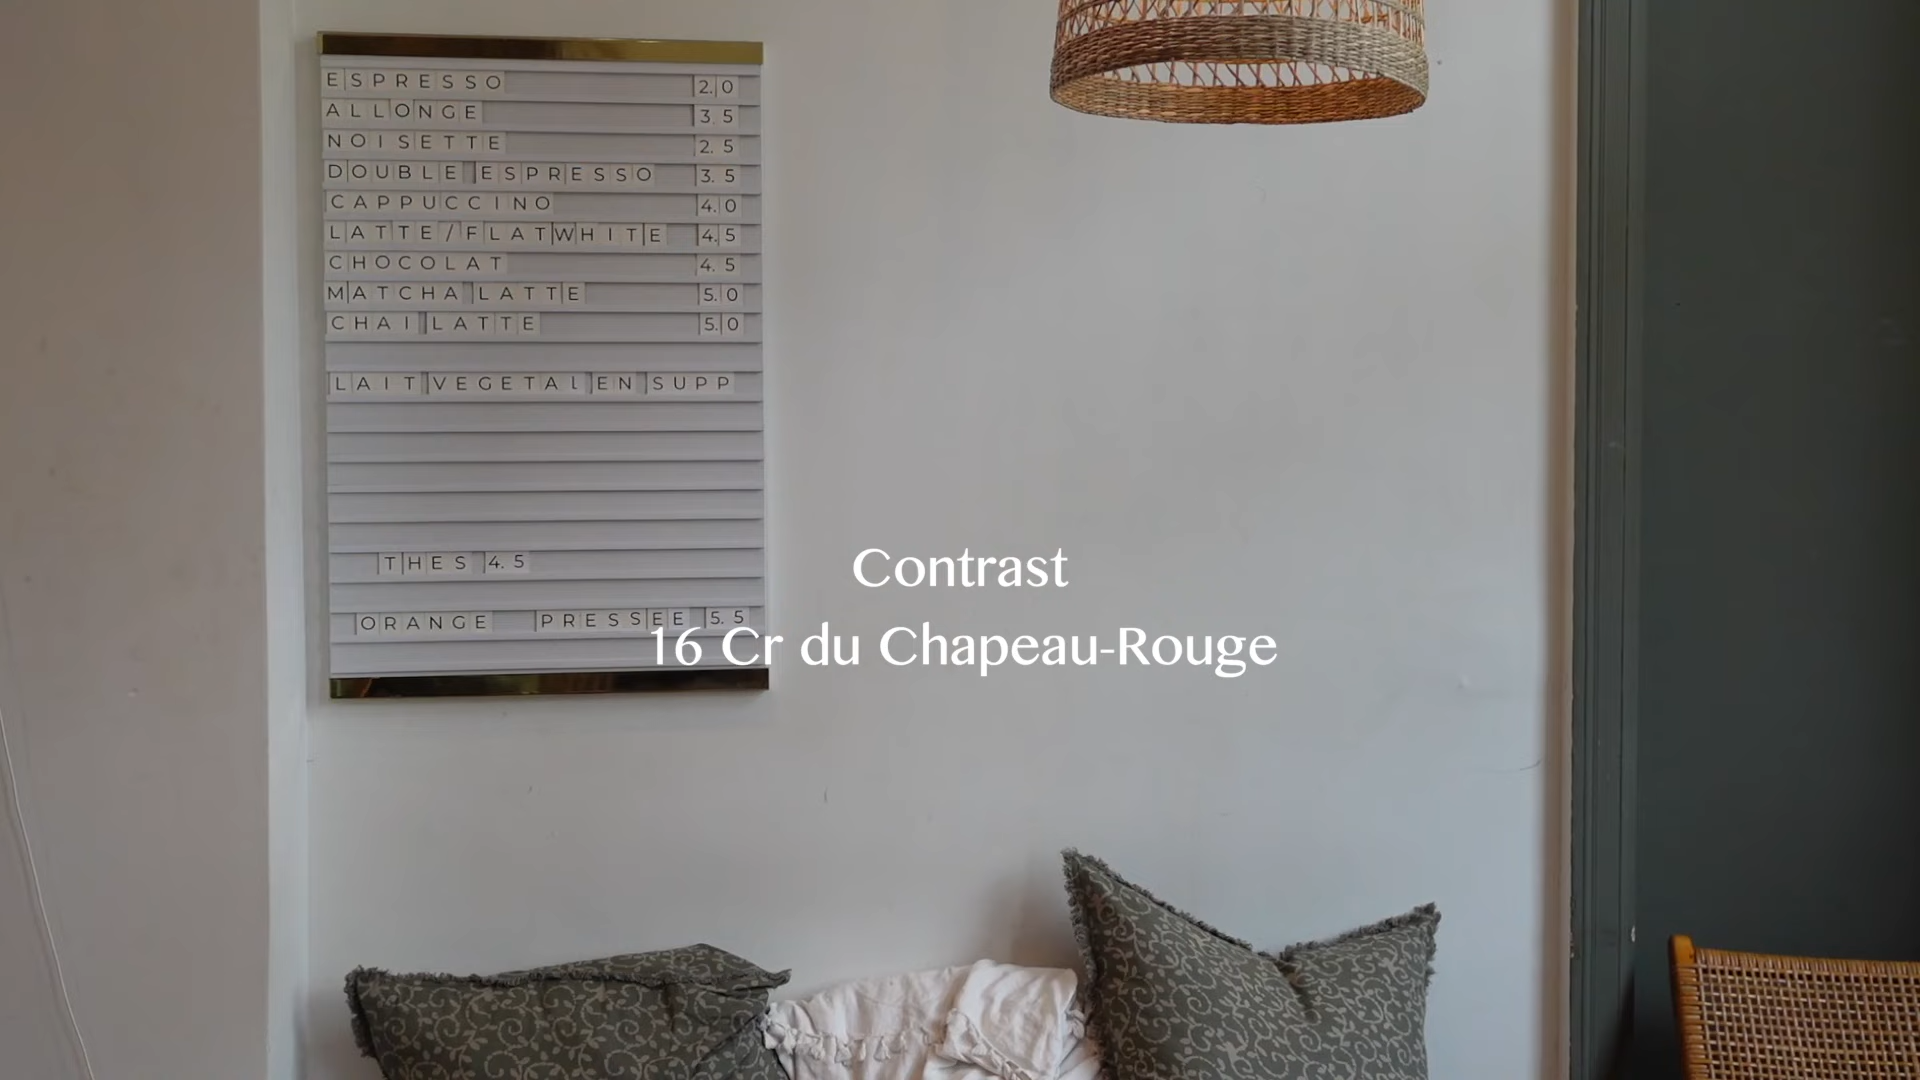 ESPRESSO 2.0
ALLONGE 3.5
NOISETTE 2.5
DOUBLE ESPRESSO 3.5
CAPPUCCINO 4.0
LATTE/FLATWHITE 4.5
CHOCOLAT 4.5
MATCHA LATTE 5.0
CHAI LATTE 5.0
LAIT VEGETAL EN SUPP
THES 4.5
ORANGE PRESSEE 5.5
Contrast
16 Cr du Chapeau-Rouge